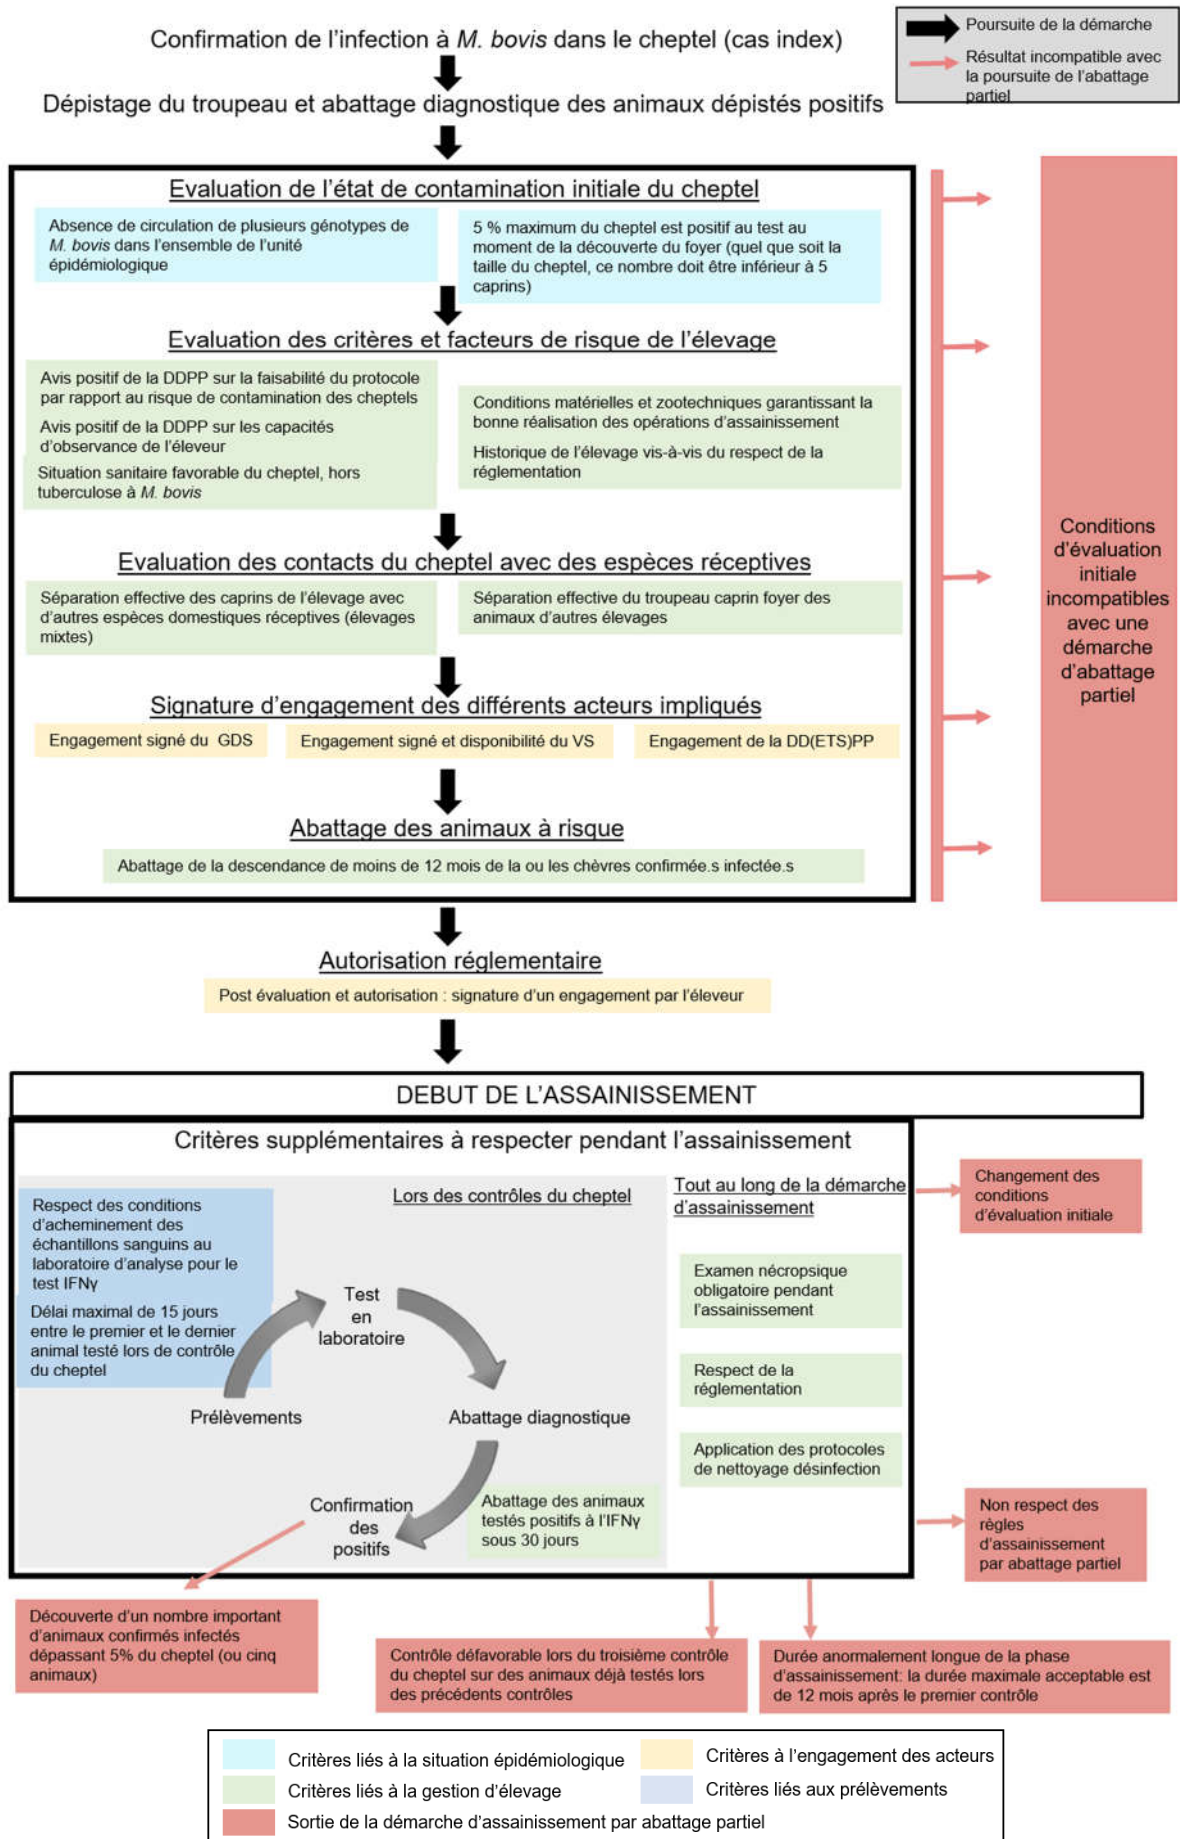 Confirmation de l'infection à M. bovis dans le cheptel (cas index)
Poursuite de la démarche
Résultat incompatible avec
la poursuite de l'abattage
partiel
Dépistage du troupeau et abattage diagnostique des animaux dépistés positifs
Evaluation de l'état de contamination initiale du cheptel
Absence de circulation de plusieurs génotypes de
M. bovis dans l'ensemble de l'unité
épidémiologique
5 % maximum du cheptel est positif au test au
moment de la découverte du foyer (quel que soit la
taille du cheptel, ce nombre doit être inférieur à 5
caprins)
Evaluation des critères et facteurs de risque de l'élevage
Avis positif de la DDPP sur la faisabilité du protocole
par rapport au risque de contamination des cheptels
Avis positif de la DDPP sur les capacités
d'observance de l'éleveur
Situation sanitaire favorable du cheptel, hors
tuberculose à M. bovis
Conditions matérielles et zootechniques garantissant la
bonne réalisation des opérations d'assainissement
Historique de l'élevage vis-à-vis du respect de la
réglementation
Evaluation des contacts du cheptel avec des espèces réceptives
Séparation effective des caprins de l'élevage avec
d'autres espèces domestiques réceptives (élevages
mixtes)
Séparation effective du troupeau caprin foyer des
animaux d'autres élevages
Signature d'engagement des différents acteurs impliqués
Engagement signé du GDS
Engagement signé et disponibilité du VS
Engagement de la DD(ETS)PP
Abattage des animaux à risque
Abattage de la descendance de moins de 12 mois de la ou les chèvres confirmée.s infectée.s
Conditions
d'évaluation
initiale
incompatibles
avec une
démarche
d'abattage
partiel
Autorisation réglementaire
Post évaluation et autorisation : signature d'un engagement par l'éleveur
DEBUT DE L'ASSAINISSEMENT
Critères supplémentaires à respecter pendant l'assainissement
Respect des conditions
d'acheminement des
échantillons sanguins au
laboratoire d'analyse pour le
test IFNγ
Délai maximal de 15 jours
entre le premier et le dernier
animal testé lors de contrôle
du cheptel
Lors des contrôles du cheptel
Test
en
laboratoire
Prélèvements
Abattage diagnostique
Confirmation
des
positifs
Abattage des animaux
testés positifs à l'IFNγ
sous 30 jours
Tout au long de la démarche
d'assainissement
Examen nécropsique
obligatoire pendant
l'assainissement
Respect de la
réglementation
Application des protocoles
de nettoyage désinfection
Changement des
conditions
d'évaluation initiale
Non respect des
règles
d'assainissement
par abattage partiel
Découverte d'un nombre important
d'animaux confirmés infectés
dépassant 5% du cheptel (ou cinq
animaux)
Contrôle défavorable lors du troisième contrôle
du cheptel sur des animaux déjà testés lors
des précédents contrôles
Durée anormalement longue de la phase
d'assainissement: la durée maximale acceptable est
de 12 mois après le premier contrôle
Critères liés à la situation épidémiologique
Critères à l'engagement des acteurs
Critères liés à la gestion d'élevage
Critères liés aux prélèvements
Sortie de la démarche d'assainissement par abattage partiel